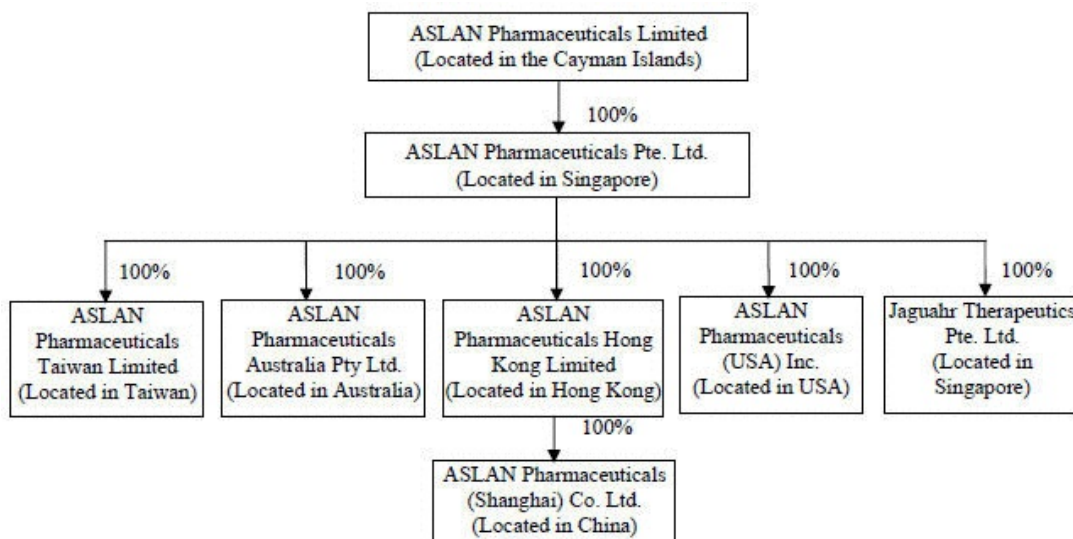 ASLAN Pharmaceuticals Limited
(Located in the Cayman Islands)
100%
ASLAN Pharmaceuticals Pte. Ltd.
(Located in Singapore)
100%
ASLAN
Pharmaceuticals
Taiwan Limited
(Located in Taiwan)
100%
ASLAN
Pharmaceuticals
Australia Pty Ltd.
(Located in Australia)
100%
ASLAN
Pharmaceuticals Hong
Kong Limited
(Located in Hong Kong)
100%
ASLAN
Pharmaceuticals
(USA) Inc.
(Located in USA)
100%
Jaguahr Therapeutics
Pte. Ltd.
(Located in
Singapore)
100%
ASLAN Pharmaceuticals
(Shanghai) Co. Ltd.
(Located in China)